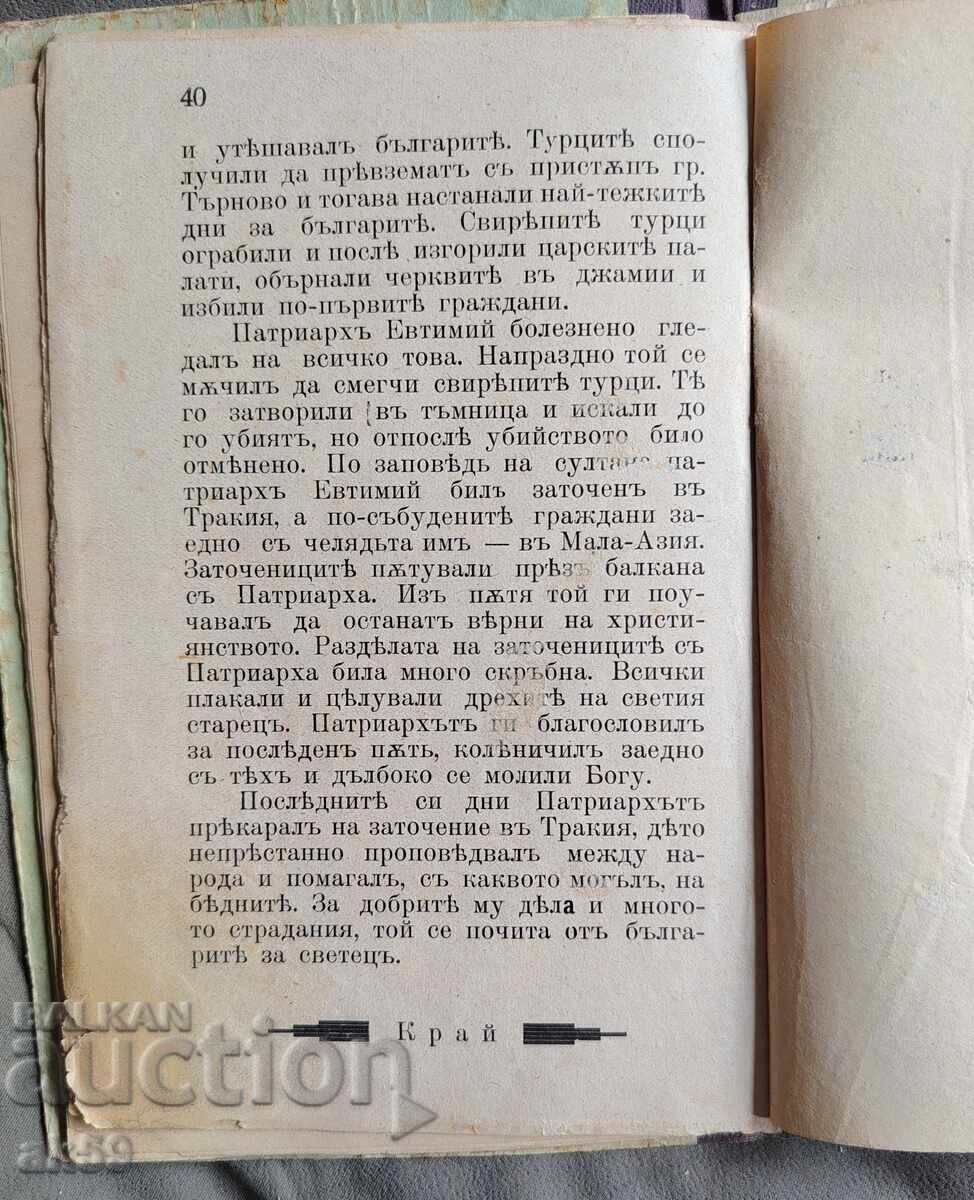 40
и утѣшавалъ българитѣ. Турцитѣ спо-
лучили да прѣвзематъ съ пристѫпъ гр.
Търново и тогава настанали най-тежкитѣ
дни за българитѣ. Свирѣпитѣ турци
ограбили и послѣ изгорили царскитѣ па-
лати, обърнали черквитѣ въ джамии и
избили по-първитѣ граждани.
Патриархъ Евтимий болезнено гле-
далъ на всичко това. Напраздно той се
мѫчилъ да смегчи свирѣпитѣ турци. Тѣ
го затворили въ тъмница и искали до
го убиятъ, но отпослѣ убийството било
отмѣнено. По заповѣдь на султана па-
триархъ Евтимий билъ заточенъ въ
Тракия, а по-събуденитѣ граждани за-
едно съ челядьта имъ — въ Мала-Азия.
Заточеницитѣ пѫтували прѣзъ балкана
съ Патриарха. Изъ пѫтя той ги поу-
чавалъ да останатъ вѣрни на христи-
янството. Раздѣлата на заточеницитѣ съ
Патриарха била много скръбна. Всички
плакали и цѣлували дрехитѣ на светия
старецъ. Патриархътъ ги благословилъ
за послѣденъ пѫть, колѣничилъ заедно
съ тѣхъ и дълбоко се молили Богу.
Послѣднитѣ си дни Патриархътъ
прѣкаралъ на заточение въ Тракия, дѣто
непрѣстанно проповѣдвалъ между на-
рода и помагалъ, съ каквото могълъ, на
бѣднитѣ. За добритѣ му дѣла и много-
то страдания, той се почита отъ бълга-
ритѣ за светецъ.
Край
BALKAN
auction
ak59